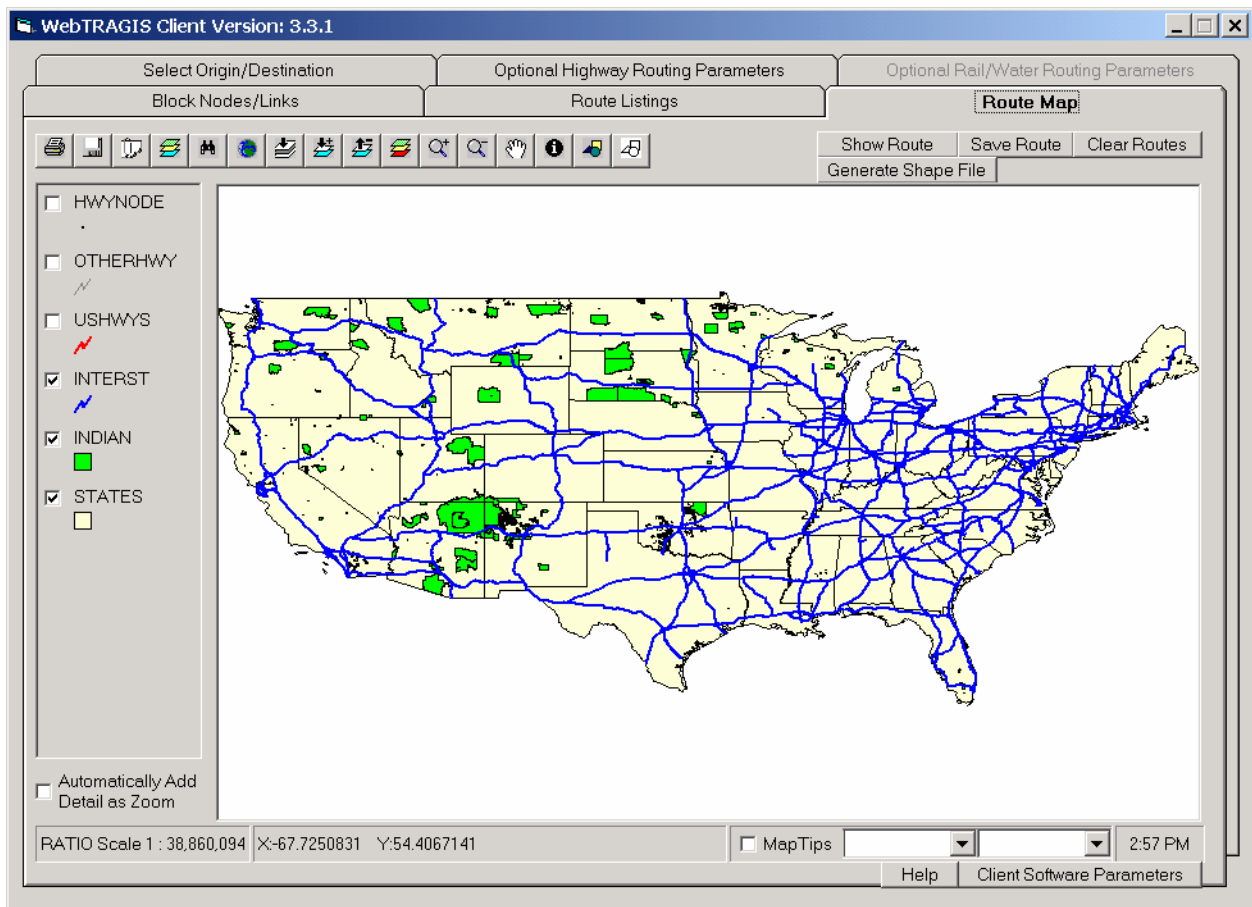 WebTRAGIS Client Version: 3.3.1
Select Origin/Destination
Optional Highway Routing Parameters
Optional Rail/Water Routing Parameters
Block Nodes/Links
Route Listings
Route Map
Show Route
Save Route
Clear Routes
Generate Shape File
HWYNODE
OTHERHWY
USHWYS
INTERST
INDIAN
STATES
Automatically Add
Detail as Zoom
RATIO Scale 1 : 38,860,094
X:-67.7250831 Y:54.4067141
MapTips
2:57 PM
Help
Client Software Parameters